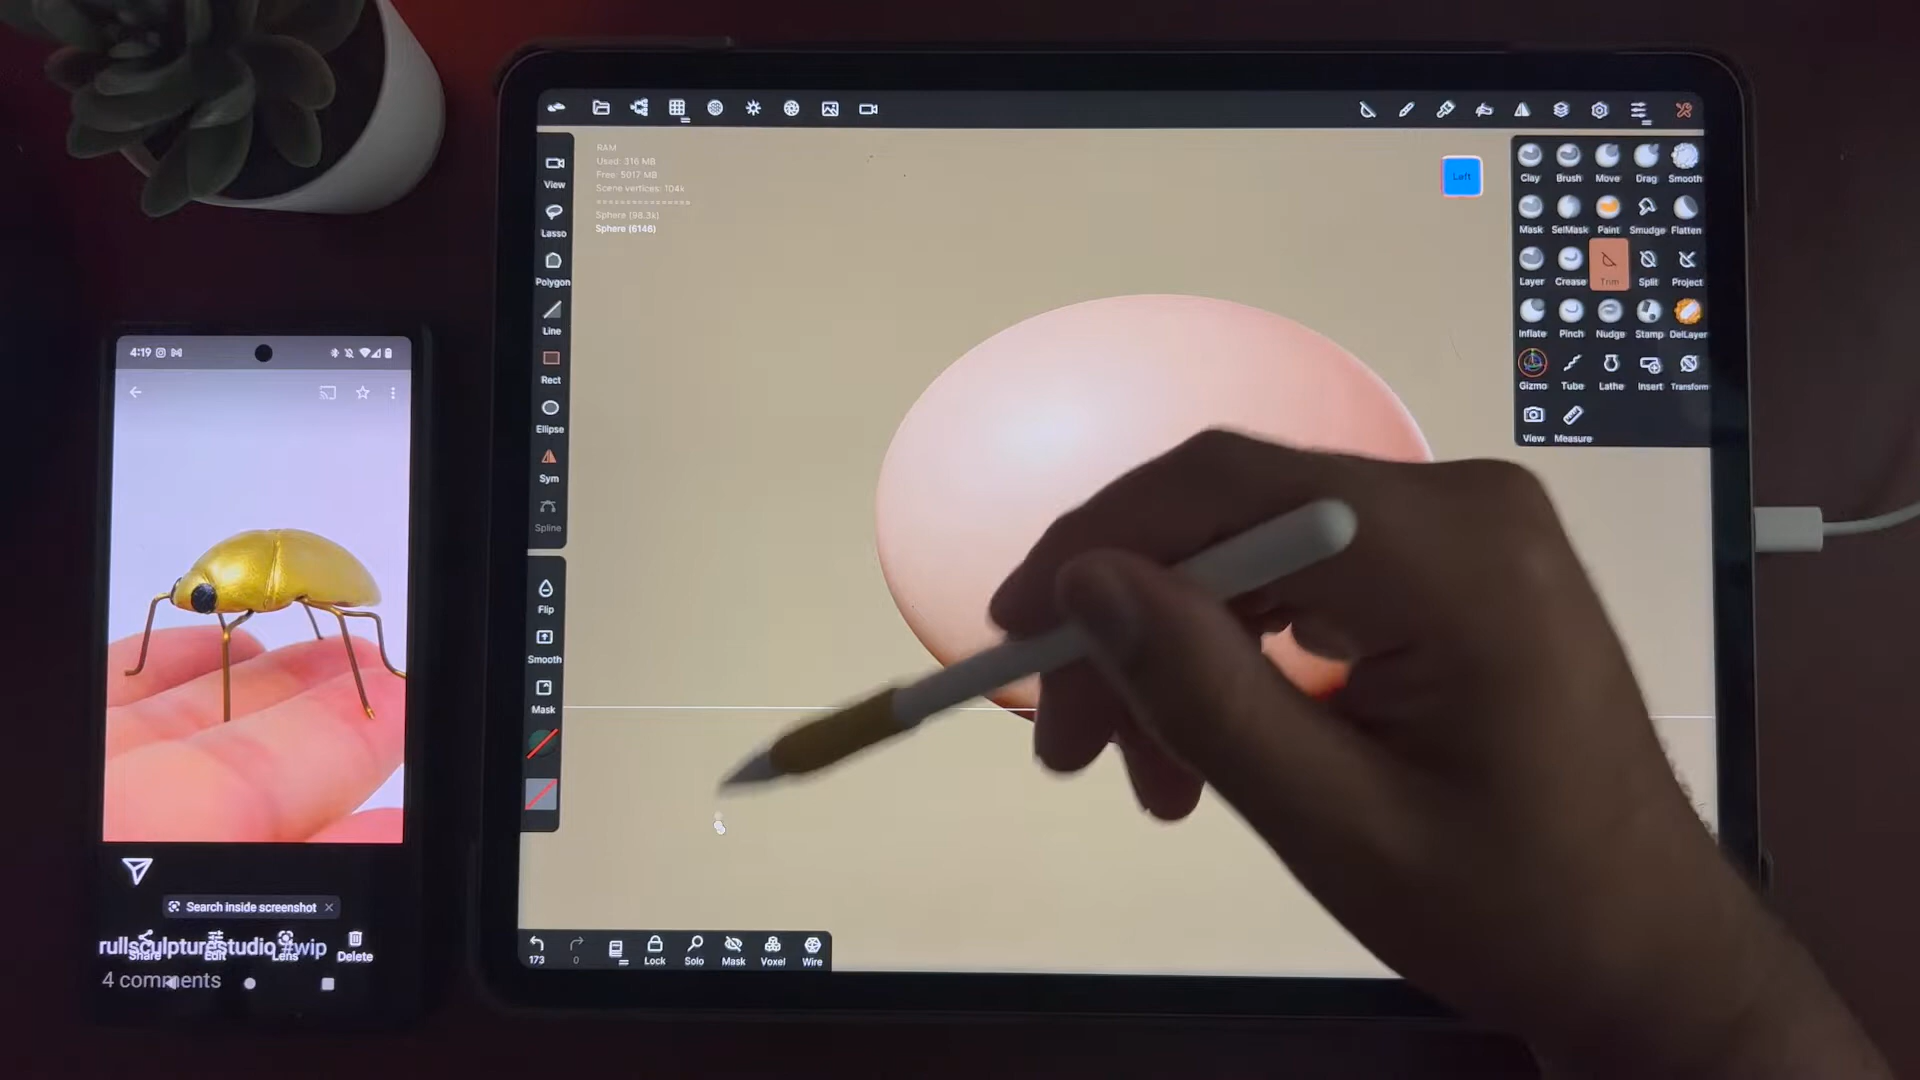 4:19
Search inside screenshot
Share
Edit
Lens
Delete
rullsculpturestudio #wip
4 comments
RAM
Used: 316 MB
Free: 5017 MB
Scene vertices: 104k
================
Sphere (98.3k)
Sphere (6146)
Left
View
Lasso
Polygon
Line
Rect
Ellipse
Sym
Spline
Flip
Smooth
Mask
173
0
Lock
Solo
Mask
Voxel
Wire
Clay Brush Move Drag Smooth
Mask SelMask Paint Smudge Flatten
Layer Crease Trim Split Project
Inflate Pinch Nudge Stamp DelLayer
Gizmo Tube Lathe Insert Transform
View Measure